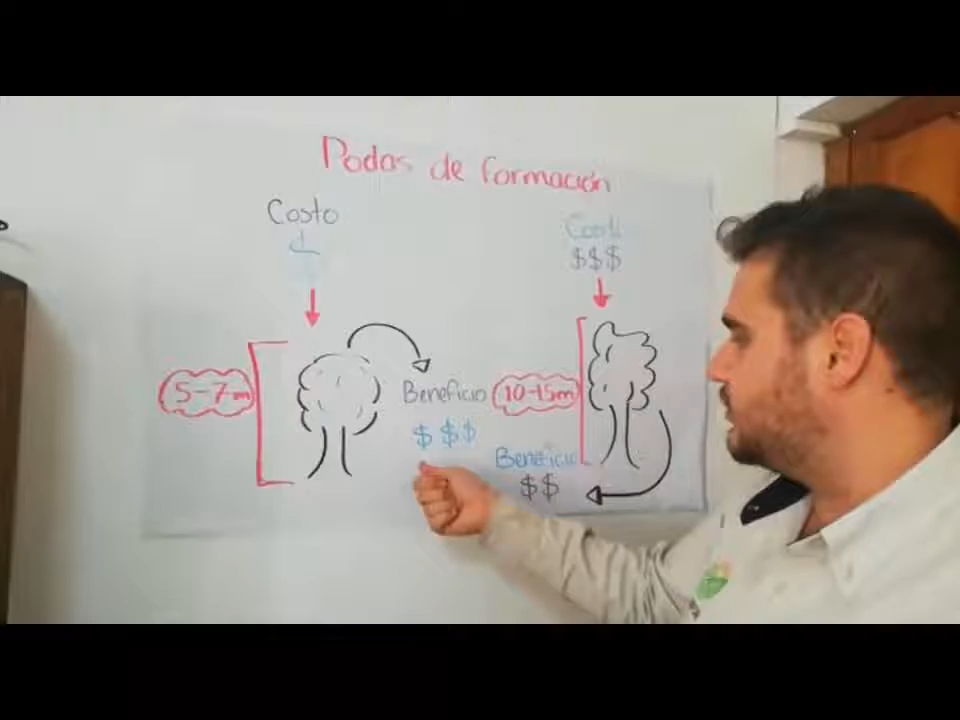 Podas de formación
Costo
$$$
5-7m
Beneficio
$ $$
10-15m
Beneficio
$$